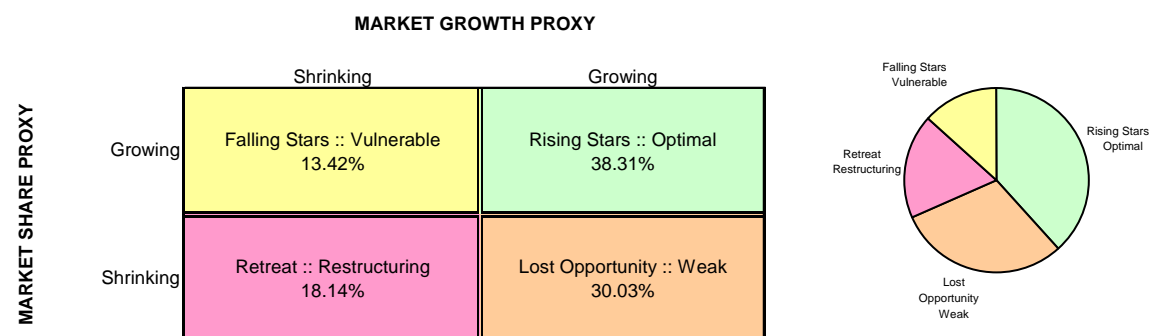 MARKET GROWTH PROXY
Shrinking
Growing
MARKET SHARE PROXY
Growing
Falling Stars :: Vulnerable
13.42%
Rising Stars :: Optimal
38.31%
Shrinking
Retreat :: Restructuring
18.14%
Lost Opportunity :: Weak
30.03%
Falling Stars
Vulnerable
Rising Stars
Optimal
Retreat
Restructuring
Lost
Opportunity
Weak